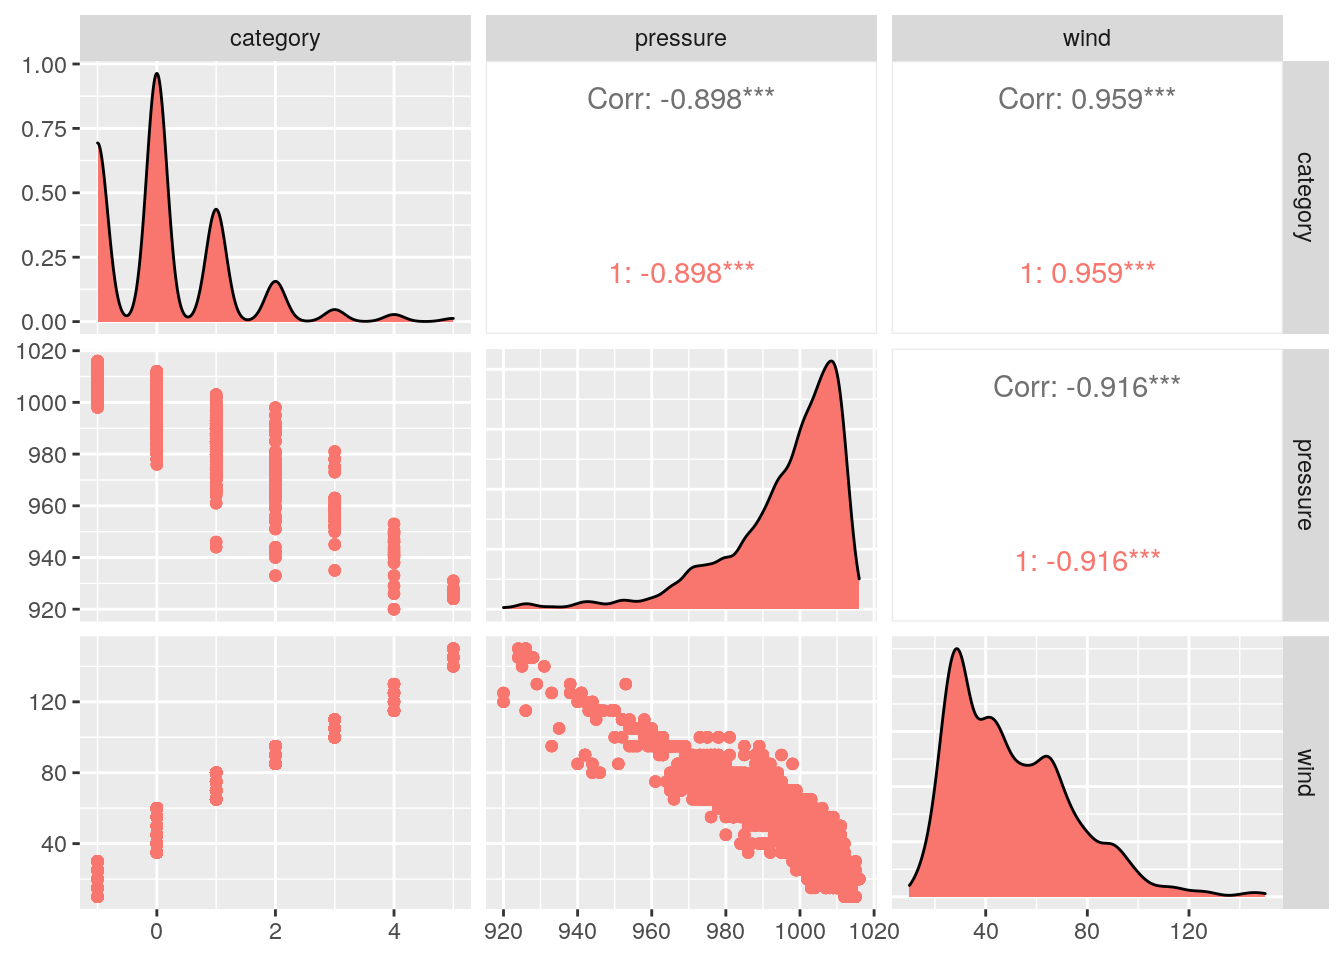 category pressure wind
1.00
0.75
0.50
0.25
0.00
Corr: -0.898***
1: -0.898***
Corr: 0.959***
1: 0.959***
category
1020
1000
980
960
940
920
Corr: -0.916***
1: -0.916***
pressure
120
80
40
wind
0 2 4
920 940 960 980 1000 1020
40 80 120